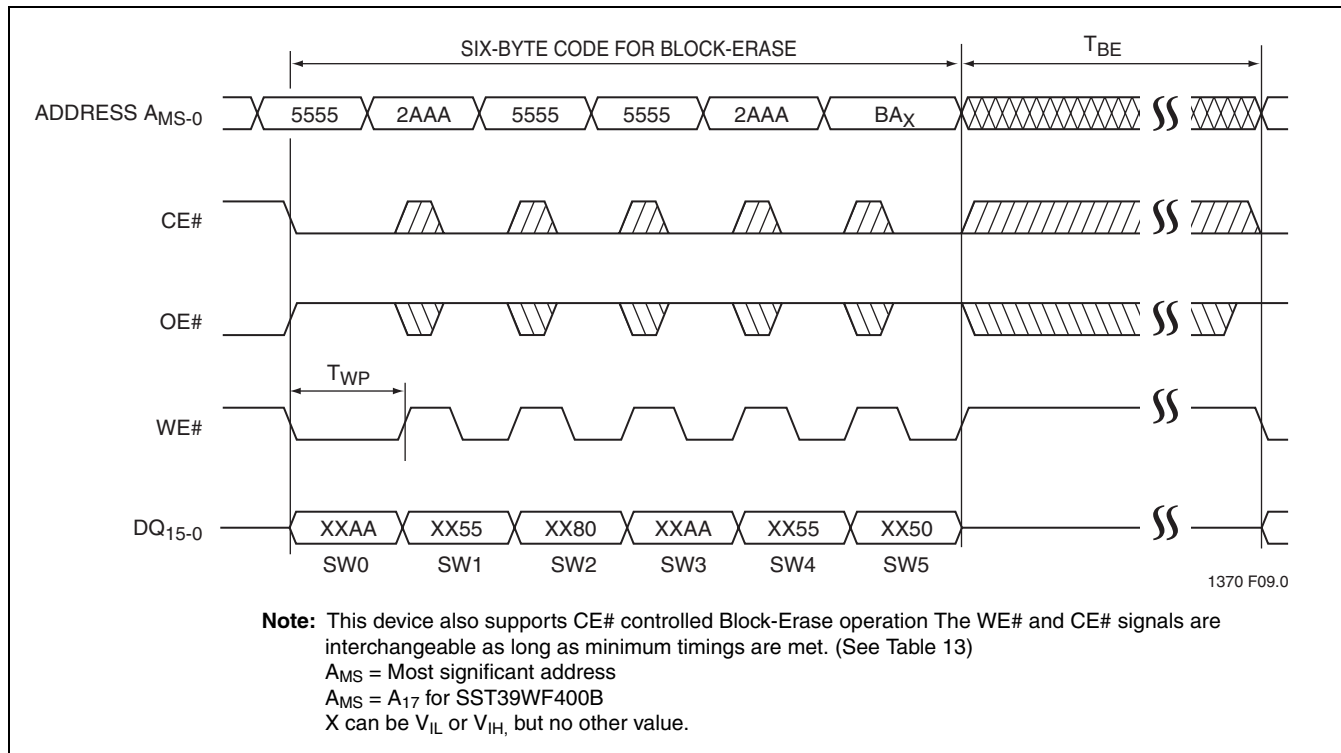 SIX-BYTE CODE FOR BLOCK-ERASE TBE
ADDRESS AMS-0 5555 2AAA 5555 5555 2AAA BAX
CE#
OE#
TWP
WE#
DQ15-0 XXAA XX55 XX80 XXAA XX55 XX50
SW0 SW1 SW2 SW3 SW4 SW5
1370 F09.0
Note: This device also supports CE# controlled Block-Erase operation The WE# and CE# signals are
interchangeable as long as minimum timings are met. (See Table 13)
AMS = Most significant address
AMS = A17 for SST39WF400B
X can be VIL or VIH, but no other value.